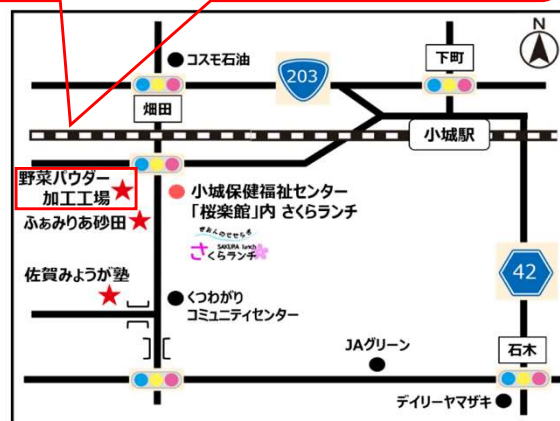 N
コスモ石油
203
下町
畑田
小城駅
野菜パウダー
加工工場
小城保健福祉センター
「桜楽館」内 さくらランチ
ふぁみりあ砂田
SAKURA lunch
さくらランチ
佐賀みょうが塾
42
くつわがり
コミュニティセンター
JAグリーン
石木
デイリーヤマザキ